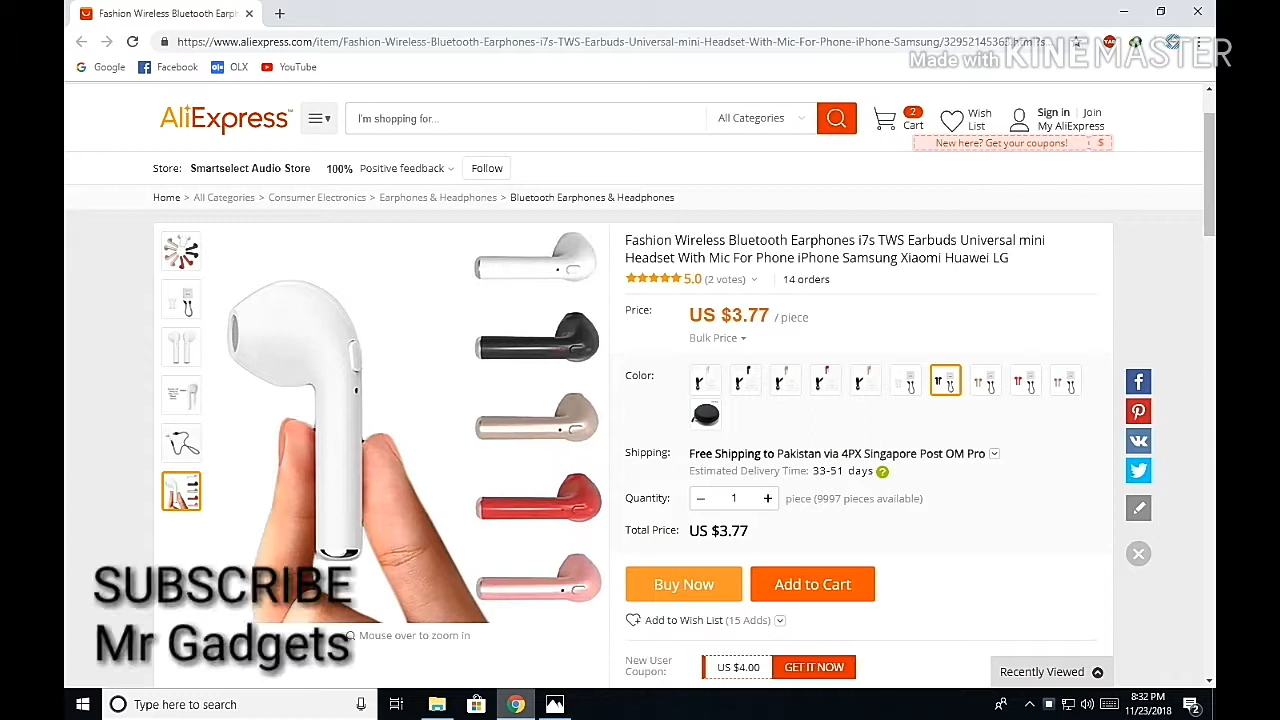 Fashion Wireless Bluetooth Earph
Made with KINEMASTER
https://www.aliexpress.com/item/Fashion-Wireless-Bluetooth-Earphones-i7s-TWS-Earbuds-Universal-mini-Headset-With-Mic-For-Phone-iPhone-Samsung/3295214536
Google Facebook OLX YouTube
AliExpress™
I'm shopping for...
All Categories
2
Cart
Wish
List
Sign in | Join
My AliExpress
New here? Get your coupons! $
Store: Smartselect Audio Store 100% Positive feedback Follow
Home > All Categories > Consumer Electronics > Earphones & Headphones > Bluetooth Earphones & Headphones
Fashion Wireless Bluetooth Earphones i7s TWS Earbuds Universal mini
Headset With Mic For Phone iPhone Samsung Xiaomi Huawei LG
5.0 (2 votes) 14 orders
Price: US $3.77 / piece
Bulk Price
Color:
Shipping: Free Shipping to Pakistan via 4PX Singapore Post OM Pro
Estimated Delivery Time: 33-51 days ?
Quantity: − 1 + piece (9997 pieces available)
Total Price: US $3.77
Buy Now Add to Cart
Add to Wish List (15 Adds)
New User
Coupon:
US $4.00 GET IT NOW
Recently Viewed
Mouse over to zoom in
SUBSCRIBE
Mr Gadgets
Type here to search
8:32 PM
11/23/2018
2